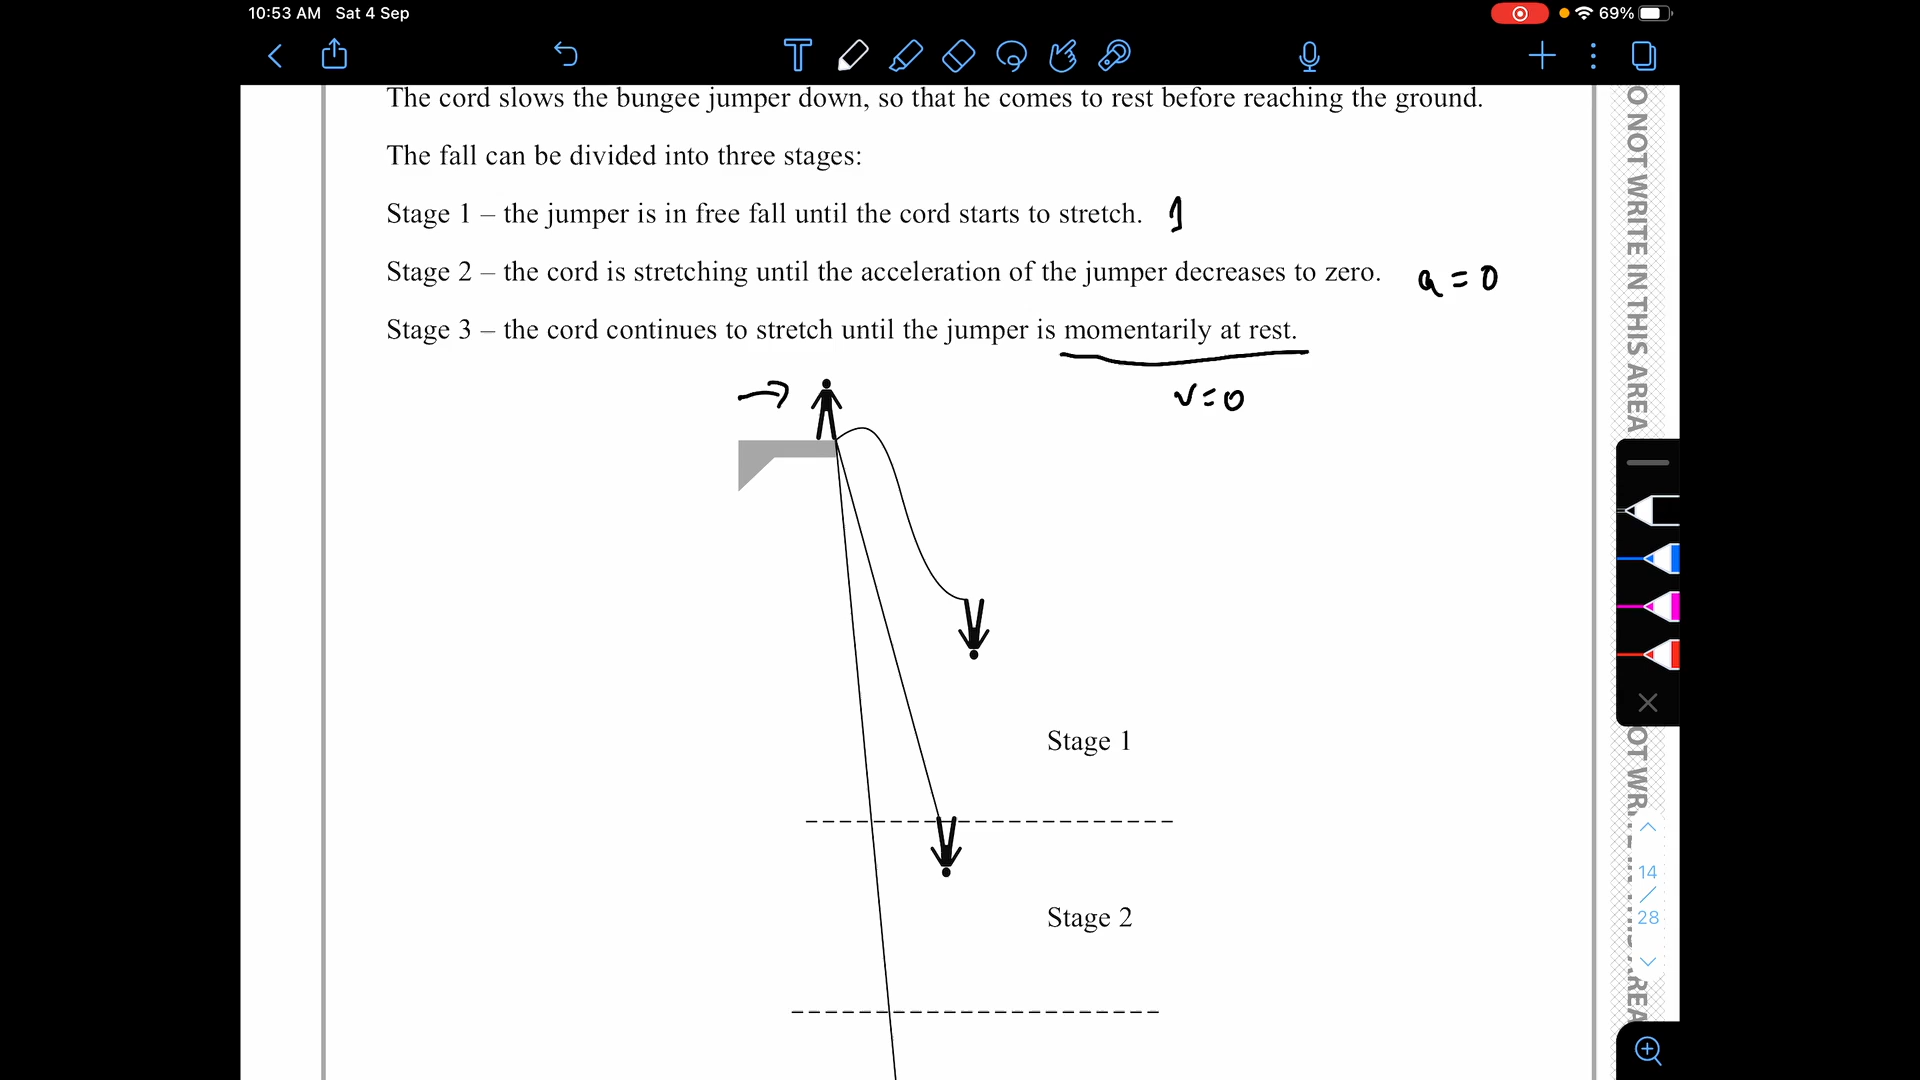 10:53 AM Sat 4 Sep
69%
The cord slows the bungee jumper down, so that he comes to rest before reaching the ground.
The fall can be divided into three stages:
Stage 1 – the jumper is in free fall until the cord starts to stretch. 1
Stage 2 – the cord is stretching until the acceleration of the jumper decreases to zero. a = 0
Stage 3 – the cord continues to stretch until the jumper is momentarily at rest.
v = 0
Stage 1
Stage 2
O NOT WRITE IN THIS AREA
OT WR
REA
14
28